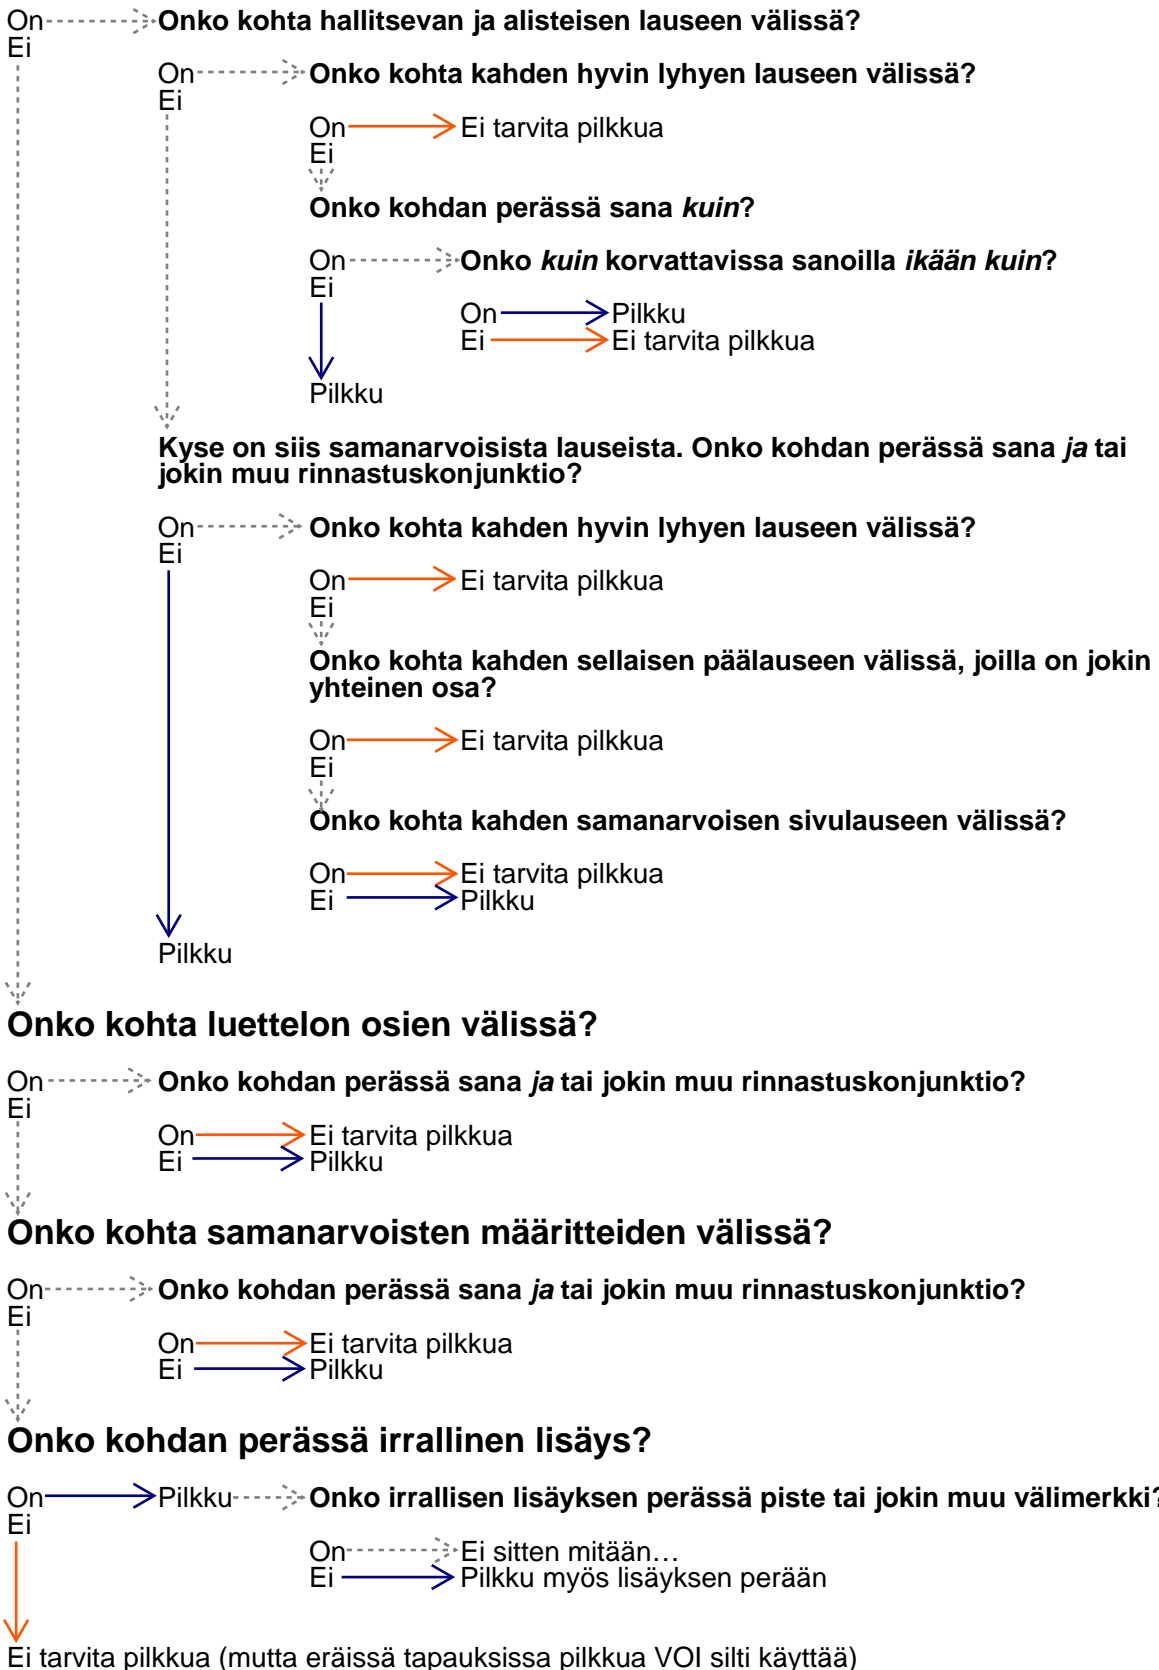 On Onko kohta hallitsevan ja alisteisen lauseen välissä?
Ei
On Onko kohta kahden hyvin lyhyen lauseen välissä?
Ei
On Ei tarvita pilkkua
Ei
Onko kohdan perässä sana kuin?
On Onko kuin korvattavissa sanoilla ikään kuin?
Ei
On Pilkku
Ei Ei tarvita pilkkua
Pilkku
Kyse on siis samanarvoisista lauseista. Onko kohdan perässä sana ja tai
jokin muu rinnastuskonjunktio?
On Onko kohta kahden hyvin lyhyen lauseen välissä?
Ei
On Ei tarvita pilkkua
Ei
Onko kohta kahden sellaisen päälauseen välissä, joilla on jokin
yhteinen osa?
On Ei tarvita pilkkua
Ei
Onko kohta kahden samanarvoisen sivulauseen välissä?
On Ei tarvita pilkkua
Ei Pilkku
Pilkku
Onko kohta luettelon osien välissä?
On Onko kohdan perässä sana ja tai jokin muu rinnastuskonjunktio?
Ei
On Ei tarvita pilkkua
Ei Pilkku
Onko kohta samanarvoisten määritteiden välissä?
On Onko kohdan perässä sana ja tai jokin muu rinnastuskonjunktio?
Ei
On Ei tarvita pilkkua
Ei Pilkku
Onko kohdan perässä irrallinen lisäys?
On Pilkku Onko irrallisen lisäyksen perässä piste tai jokin muu välimerkki?
Ei
On Ei sitten mitään…
Ei Pilkku myös lisäyksen perään
Ei tarvita pilkkua (mutta eräissä tapauksissa pilkkua VOI silti käyttää)